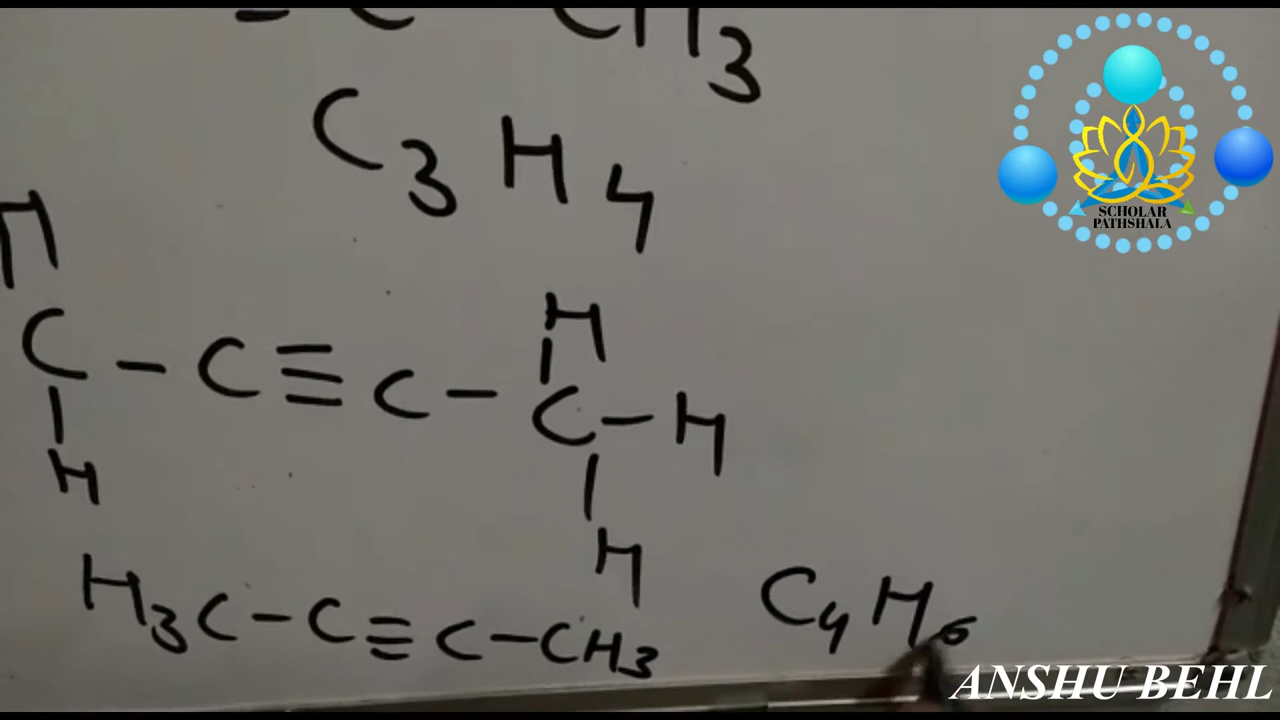 - C CH3
C3H4
H H
C - C ≡ C - C - H
H H
H3C - C ≡ C - CH3 C4H6
SCHOLAR
PATHSHALA
ANSHU BEHL